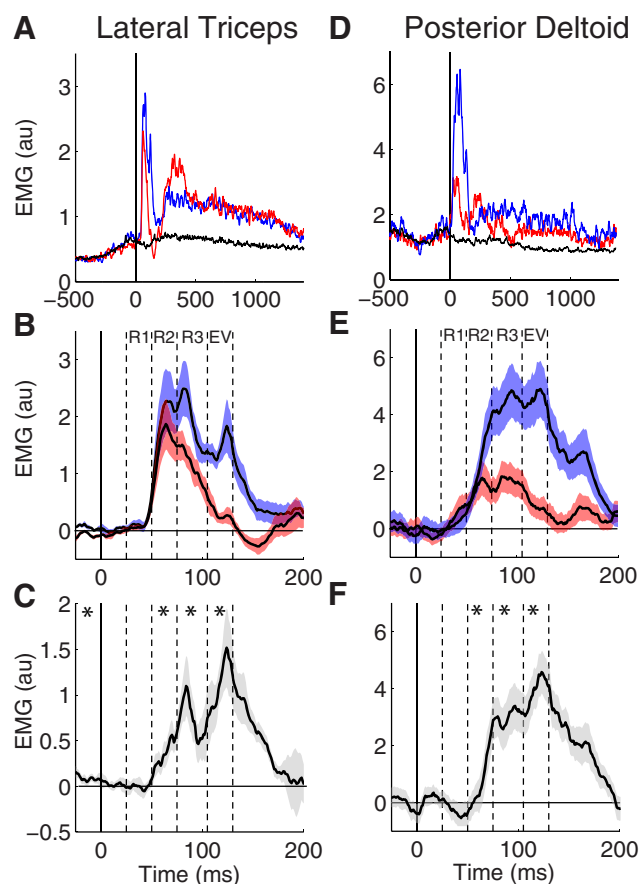 A Lateral Triceps
D Posterior Deltoid
EMG (au)
3
2
1
0
−500 0 500 1000
6
4
2
0
−500 0 500 1000
B
R1 R2 R3 EV
EMG (au)
3
2
1
0
0 100 200
E
R1 R2 R3 EV
6
4
2
0
0 100 200
C
* * * *
EMG (au)
2
1.5
1
0.5
0
−0.5
0 100 200
Time (ms)
F
* * *
6
4
2
0
0 100 200
Time (ms)